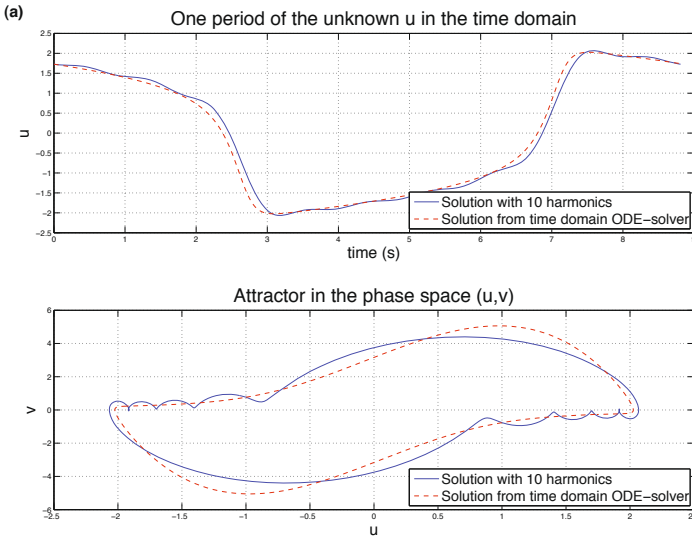 (a)
One period of the unknown u in the time domain
2.5
2
1.5
1
0.5
0
-0.5
-1
-1.5
-2
-2.5
u
0 1 2 3 4 5 6 7 8 9
time (s)
Solution with 10 harmonics
Solution from time domain ODE-solver
Attractor in the phase space (u,v)
6
4
2
0
-2
-4
-6
v
-2.5 -2 -1.5 -1 -0.5 0 0.5 1 1.5 2
u
Solution with 10 harmonics
Solution from time domain ODE-solver